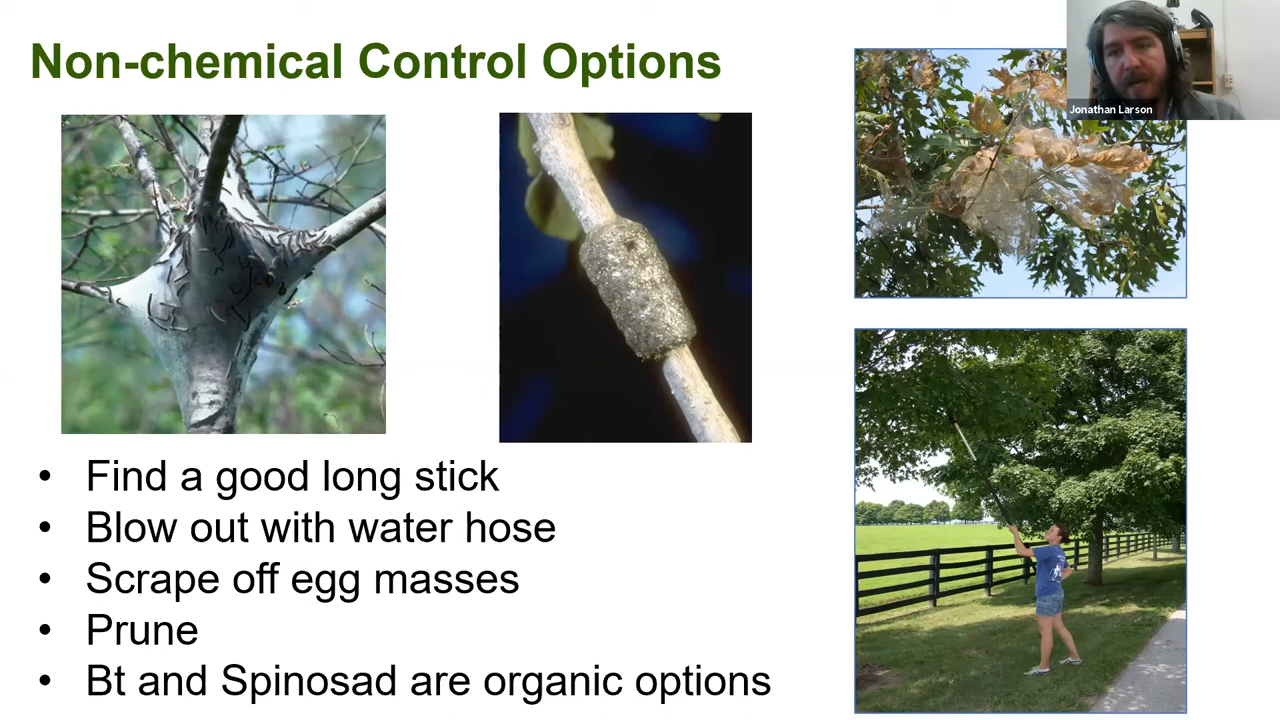 Non-chemical Control Options
Jonathan Larson
• Find a good long stick
• Blow out with water hose
• Scrape off egg masses
• Prune
• Bt and Spinosad are organic options